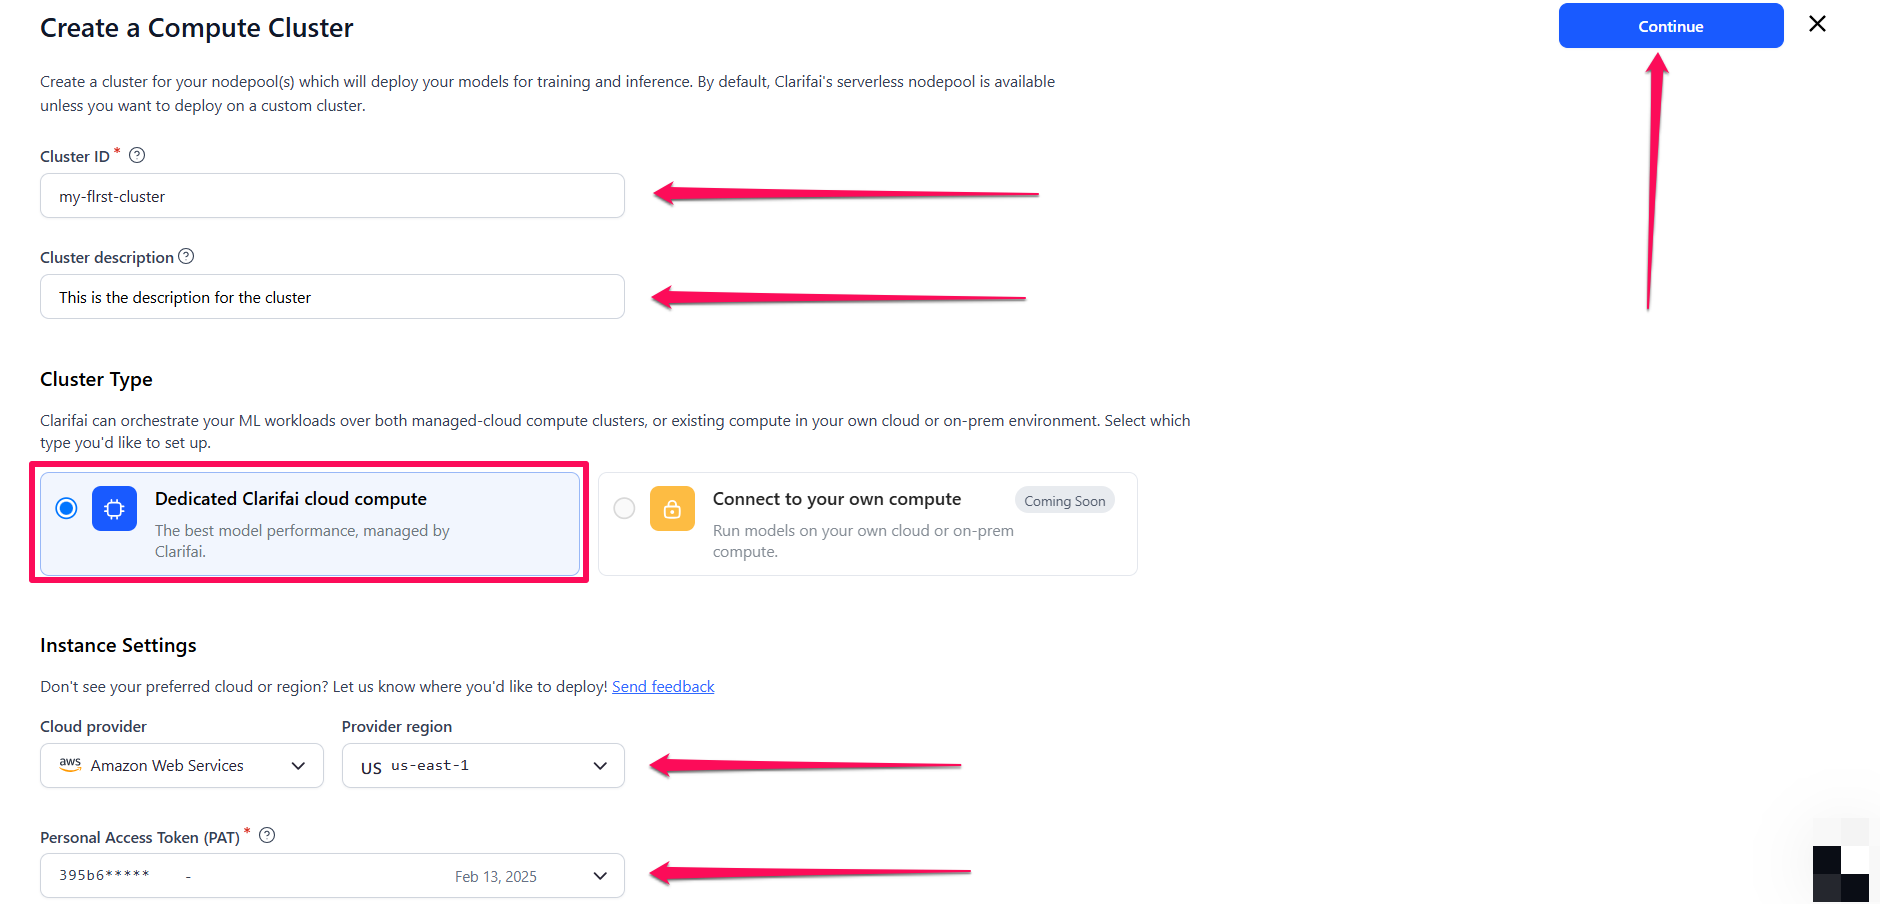 Create a Compute Cluster
Continue
Create a cluster for your nodepool(s) which will deploy your models for training and inference. By default, Clarifai's serverless nodepool is available
unless you want to deploy on a custom cluster.
Cluster ID *
my-flrst-cluster
Cluster description
This is the description for the cluster
Cluster Type
Clarifai can orchestrate your ML workloads over both managed-cloud compute clusters, or existing compute in your own cloud or on-prem environment. Select which
type you'd like to set up.
Dedicated Clarifai cloud compute
The best model performance, managed by
Clarifai.
Connect to your own compute
Coming Soon
Run models on your own cloud or on-prem
compute.
Instance Settings
Don't see your preferred cloud or region? Let us know where you'd like to deploy! Send feedback
Cloud provider
Provider region
aws Amazon Web Services
US us-east-1
Personal Access Token (PAT) *
395b6***** - Feb 13, 2025